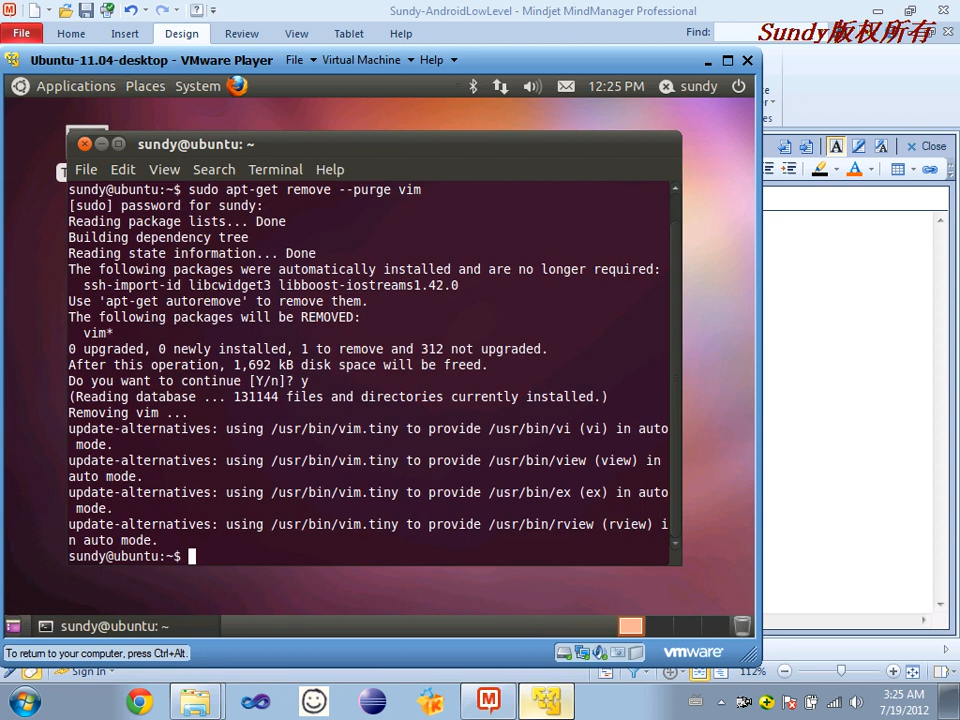 Sundy-AndroidLowLevel - Mindjet MindManager Professional
File Home Insert Design Review View Tablet Help Find:
Sundy版权所有
Ubuntu-11.04-desktop - VMware Player File Virtual Machine Help
Applications Places System 12:25 PM sundy
sundy@ubuntu: ~
Close
File Edit View Search Terminal Help
sundy@ubuntu:~$ sudo apt-get remove --purge vim
[sudo] password for sundy:
Reading package lists... Done
Building dependency tree
Reading state information... Done
The following packages were automatically installed and are no longer required:
ssh-import-id libcwidget3 libboost-iostreams1.42.0
Use 'apt-get autoremove' to remove them.
The following packages will be REMOVED:
vim*
0 upgraded, 0 newly installed, 1 to remove and 312 not upgraded.
After this operation, 1,692 kB disk space will be freed.
Do you want to continue [Y/n]? y
(Reading database ... 131144 files and directories currently installed.)
Removing vim ...
update-alternatives: using /usr/bin/vim.tiny to provide /usr/bin/vi (vi) in auto
mode.
update-alternatives: using /usr/bin/vim.tiny to provide /usr/bin/view (view) in
auto mode.
update-alternatives: using /usr/bin/vim.tiny to provide /usr/bin/ex (ex) in auto
mode.
update-alternatives: using /usr/bin/vim.tiny to provide /usr/bin/rview (rview) i
n auto mode.
sundy@ubuntu:~$
sundy@ubuntu: ~
To return to your computer, press Ctrl+Alt.
vmware
Sign In 112%
3:25 AM
7/19/2012